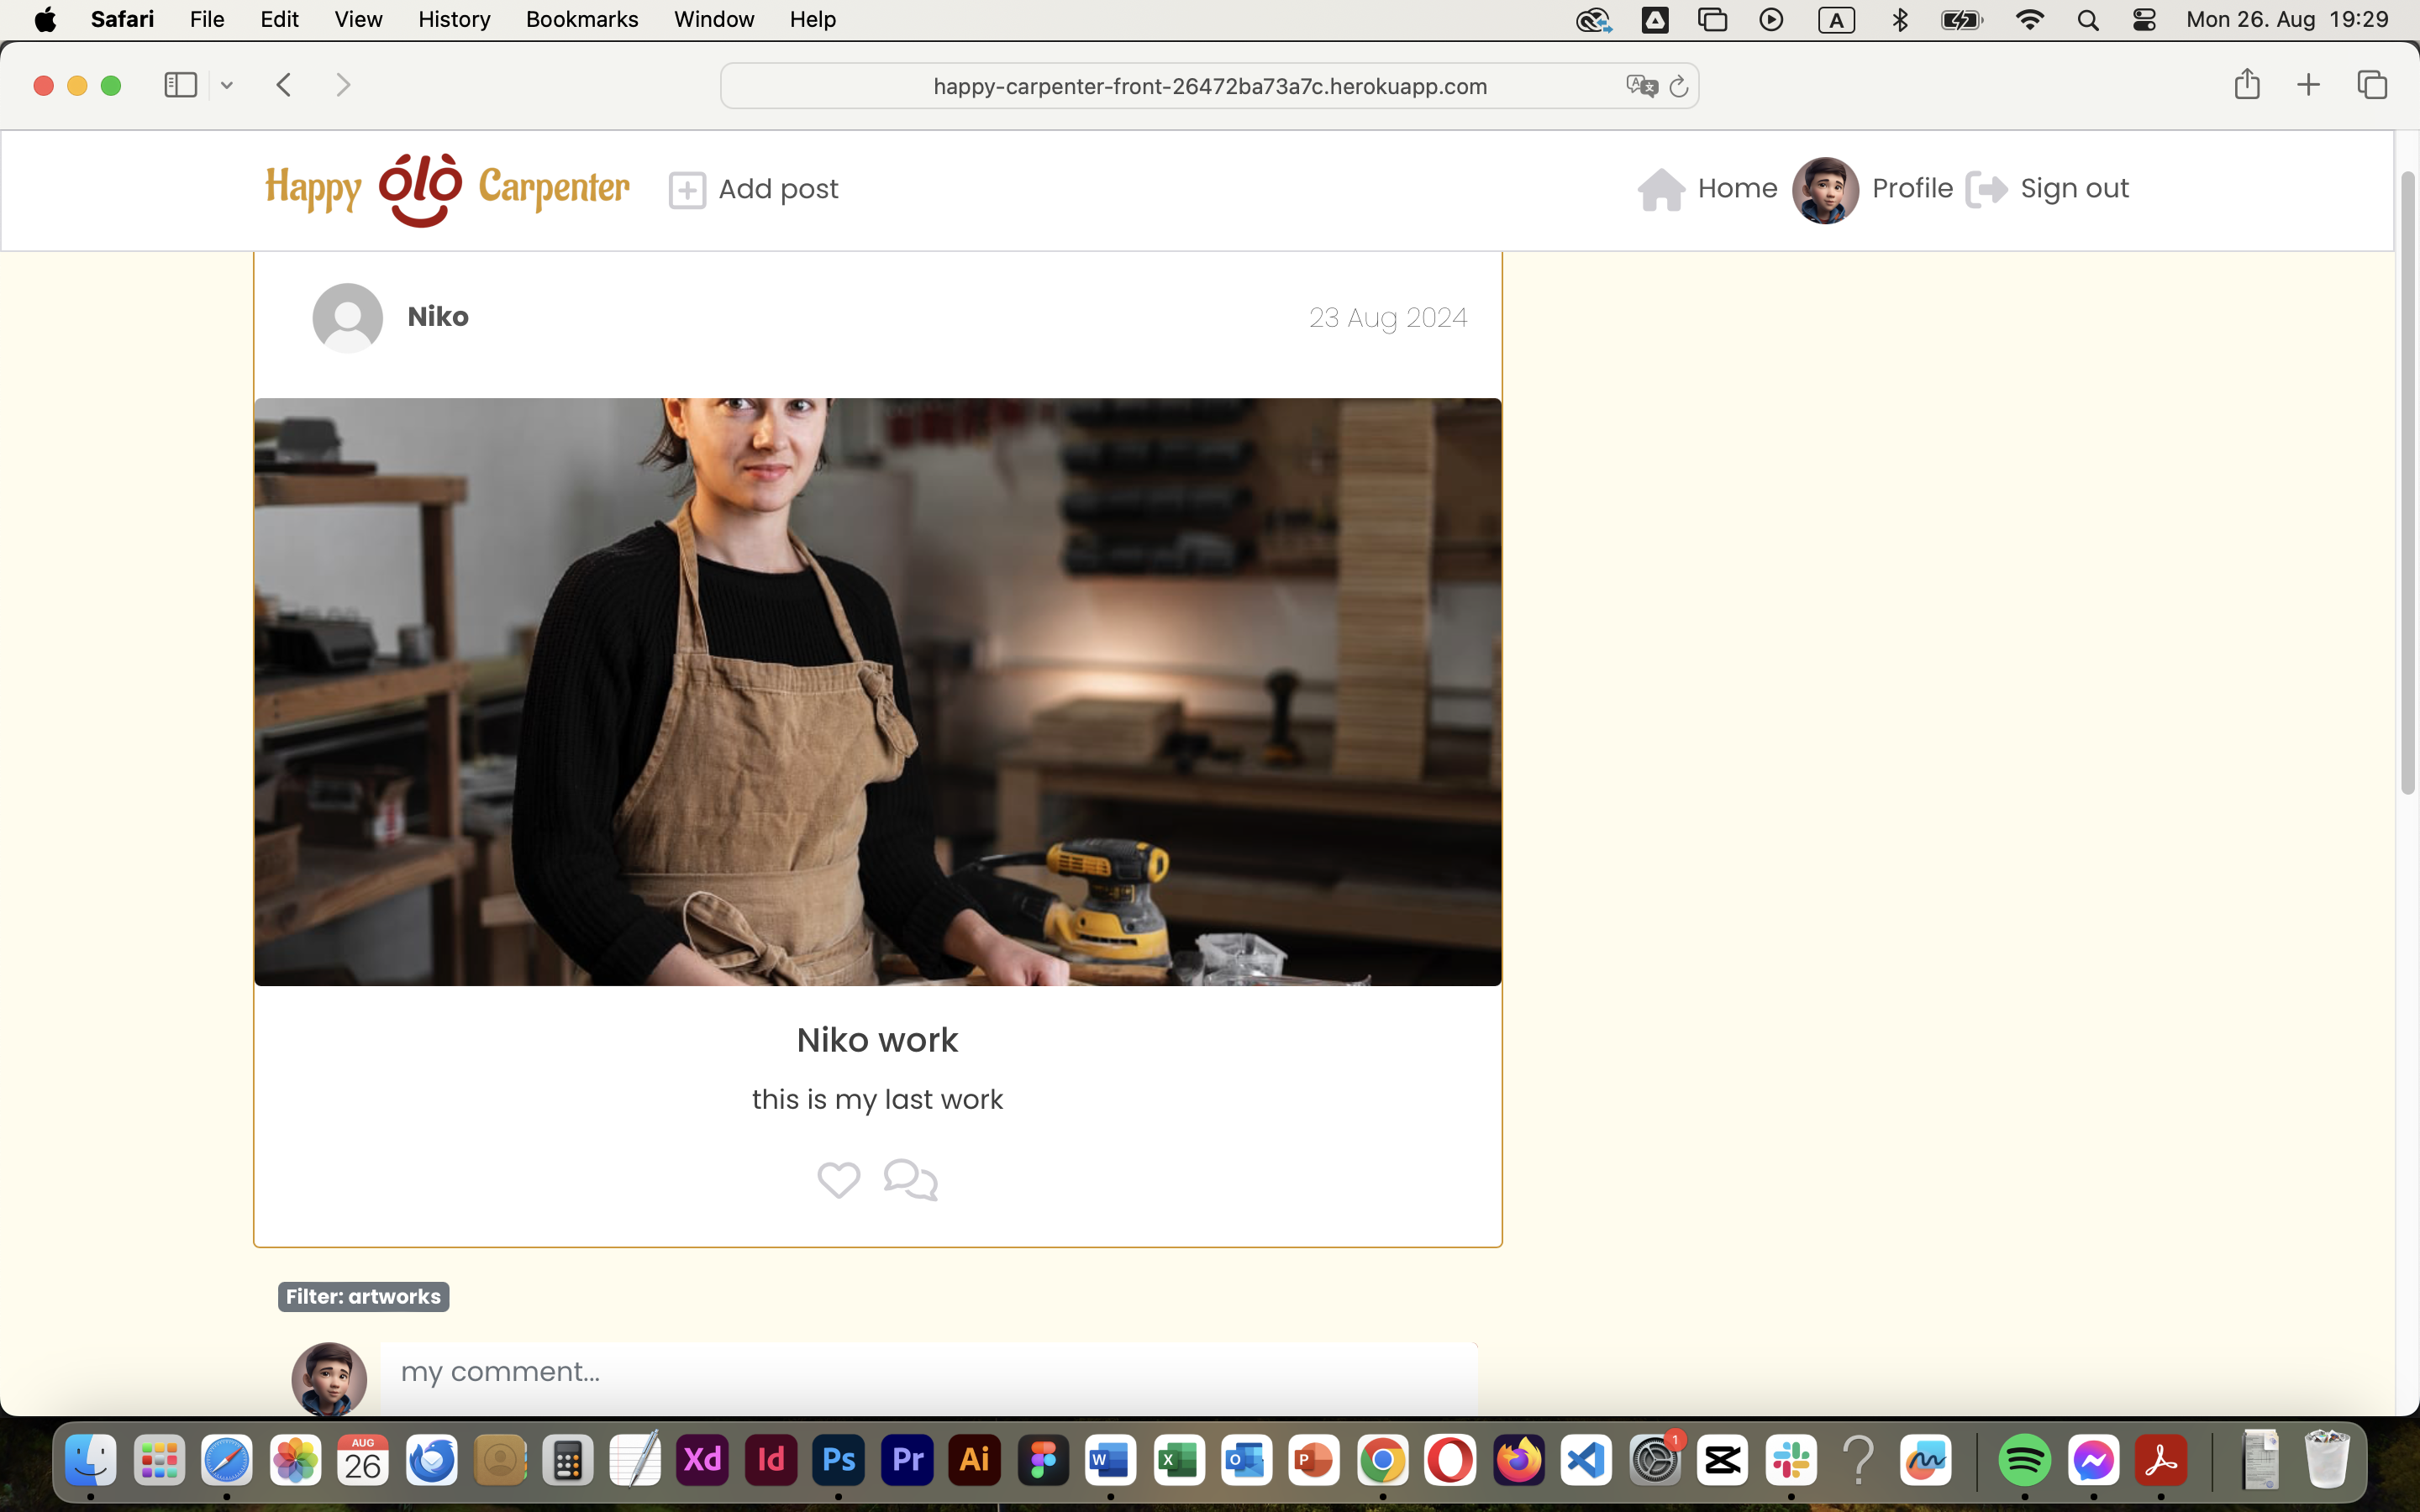 Safari File Edit View History Bookmarks Window Help A Mon 26. Aug 19:29
happy-carpenter-front-26472ba73a7c.herokuapp.com
Happy ólò Carpenter Add post Home Profile Sign out
Niko 23 Aug 2024
Niko work
this is my last work
Filter: artworks
my comment...
AUG
26 Xd Id Ps Pr Ai W X O P 1